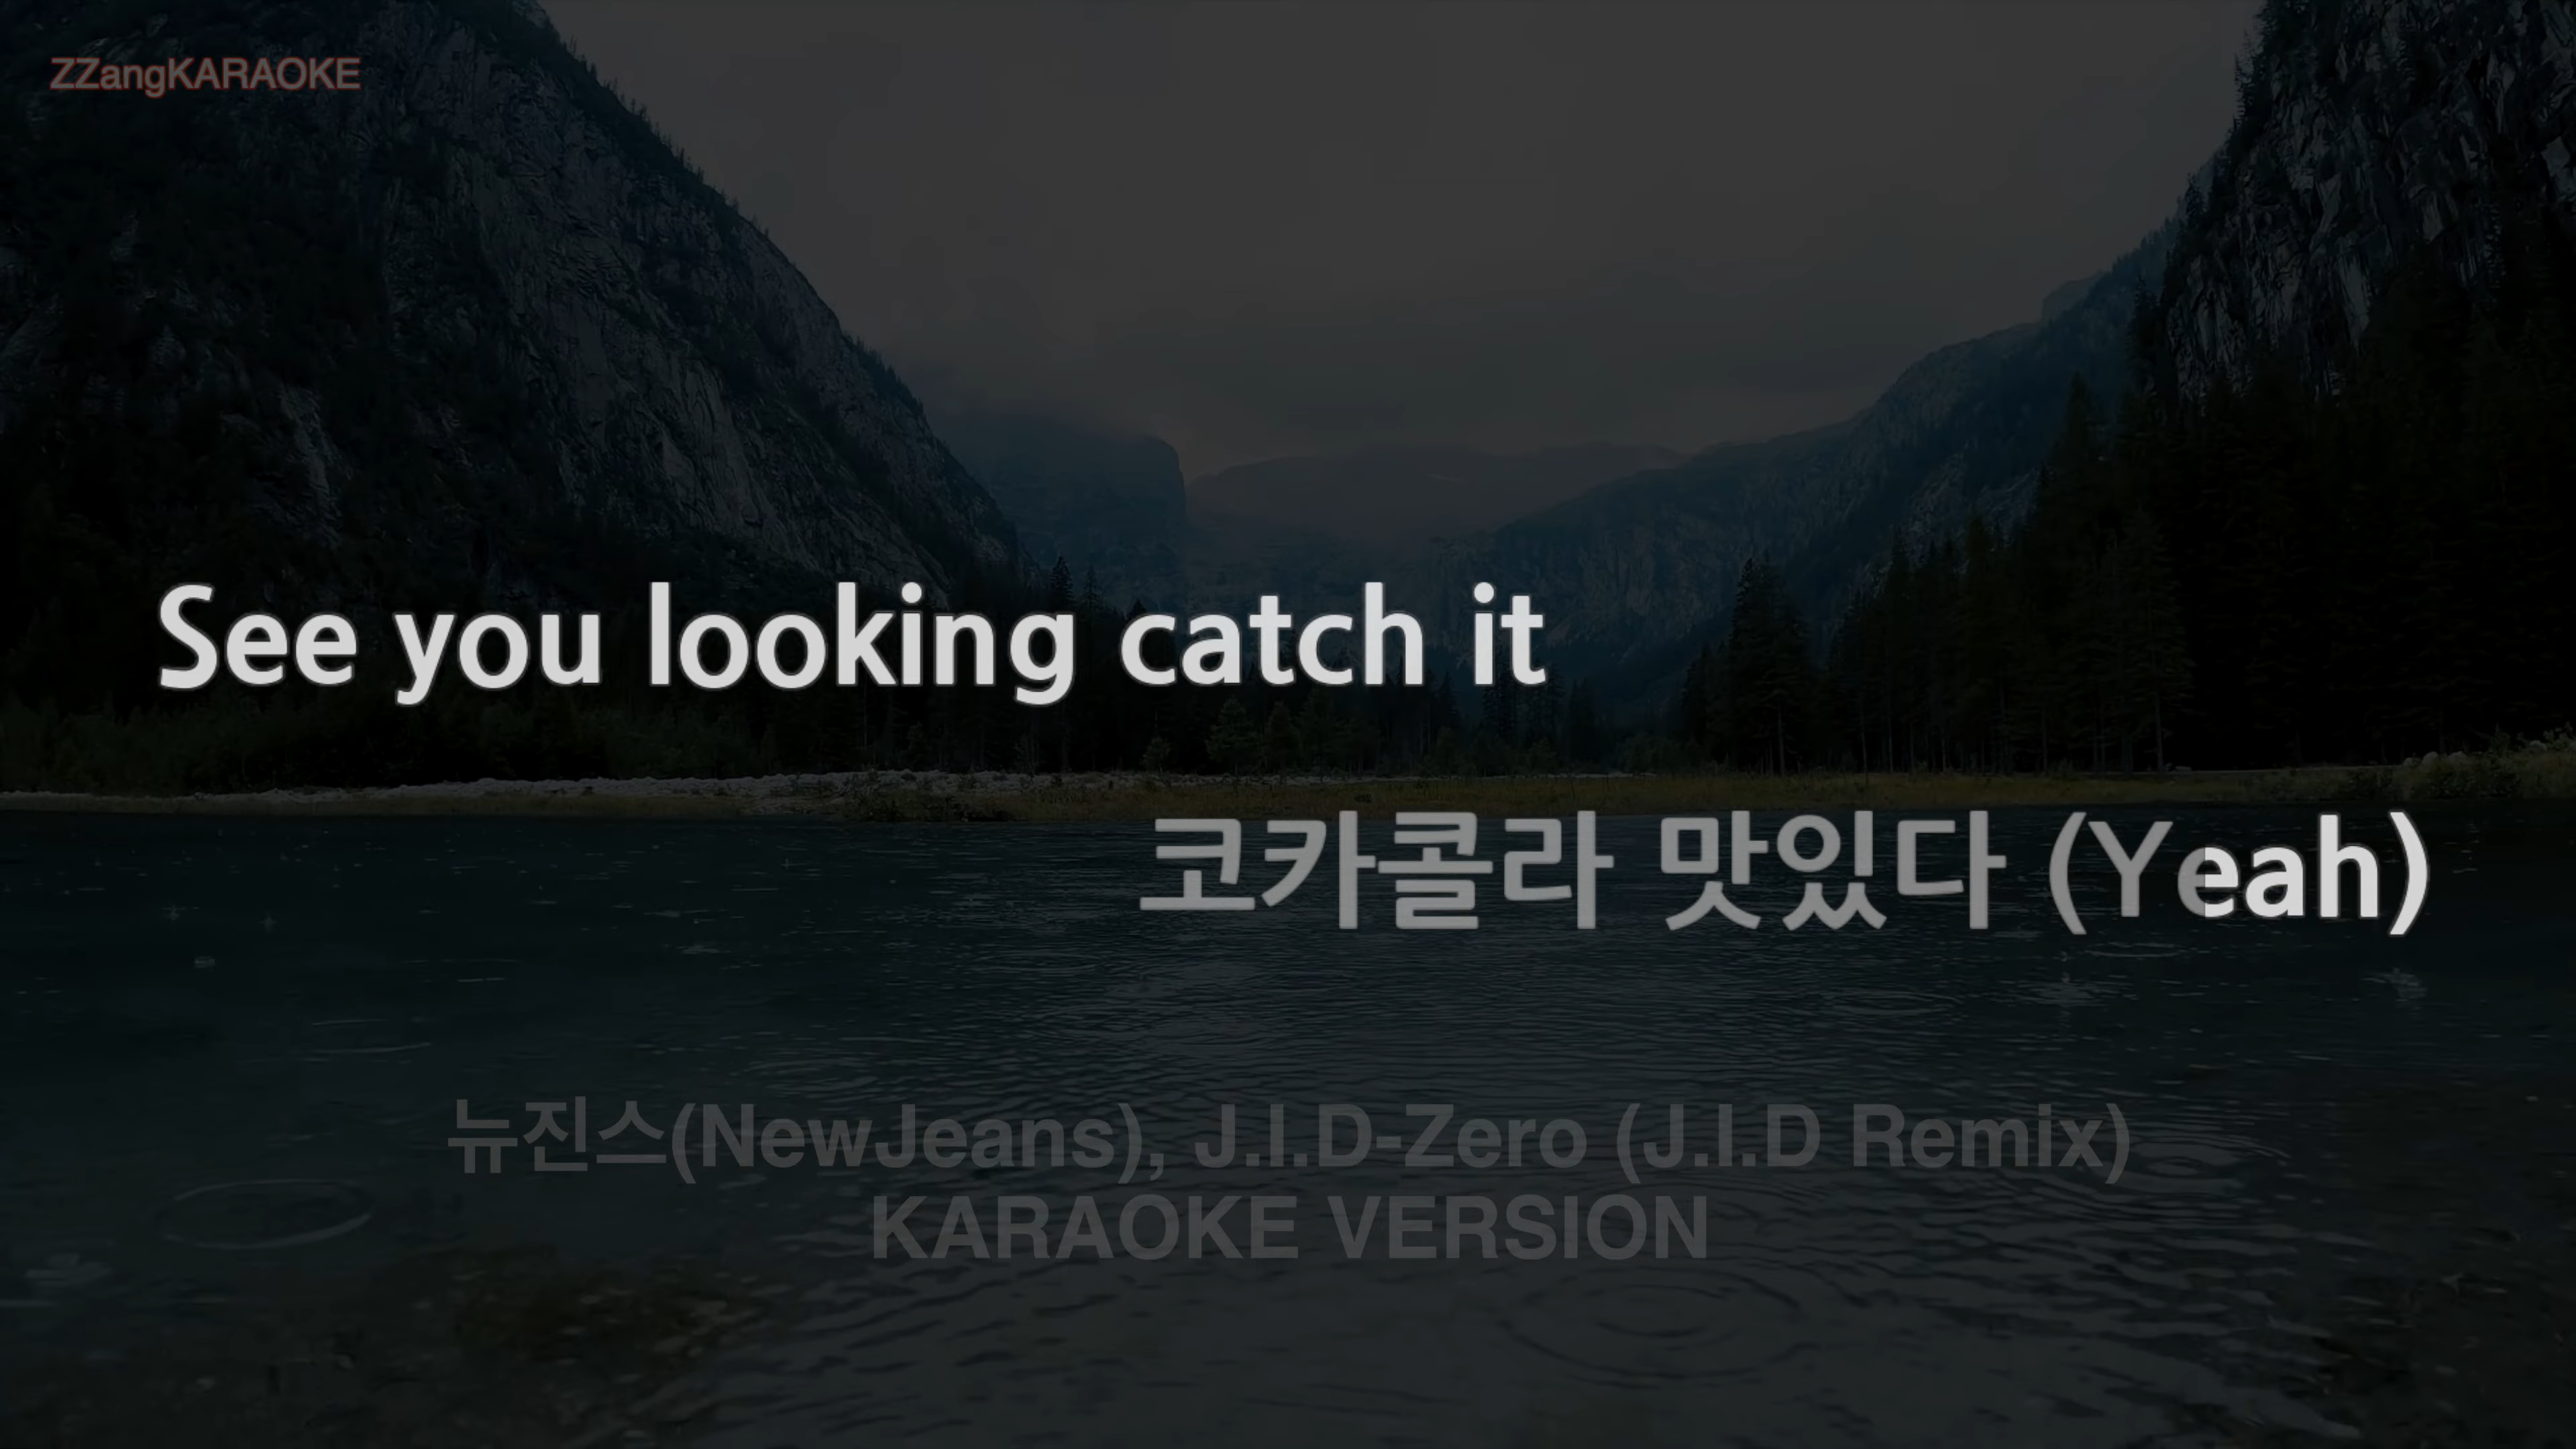 ZZangKARAOKE
See you looking catch it
코카콜라 맛있다 (Yeah)
뉴진스(NewJeans), J.I.D-Zero (J.I.D Remix)
KARAOKE VERSION